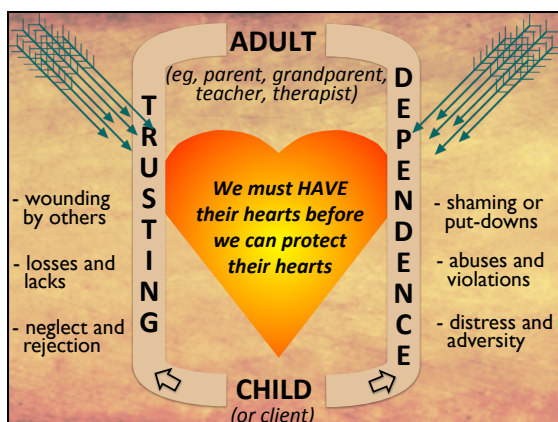 ADULT
(eg, parent, grandparent,
teacher, therapist)
TRUSTING
DEPENDENCE
We must HAVE
their hearts before
we can protect
their hearts
- wounding
by others
- losses and
lacks
- neglect and
rejection
- shaming or
put-downs
- abuses and
violations
- distress and
adversity
CHILD
(or client)